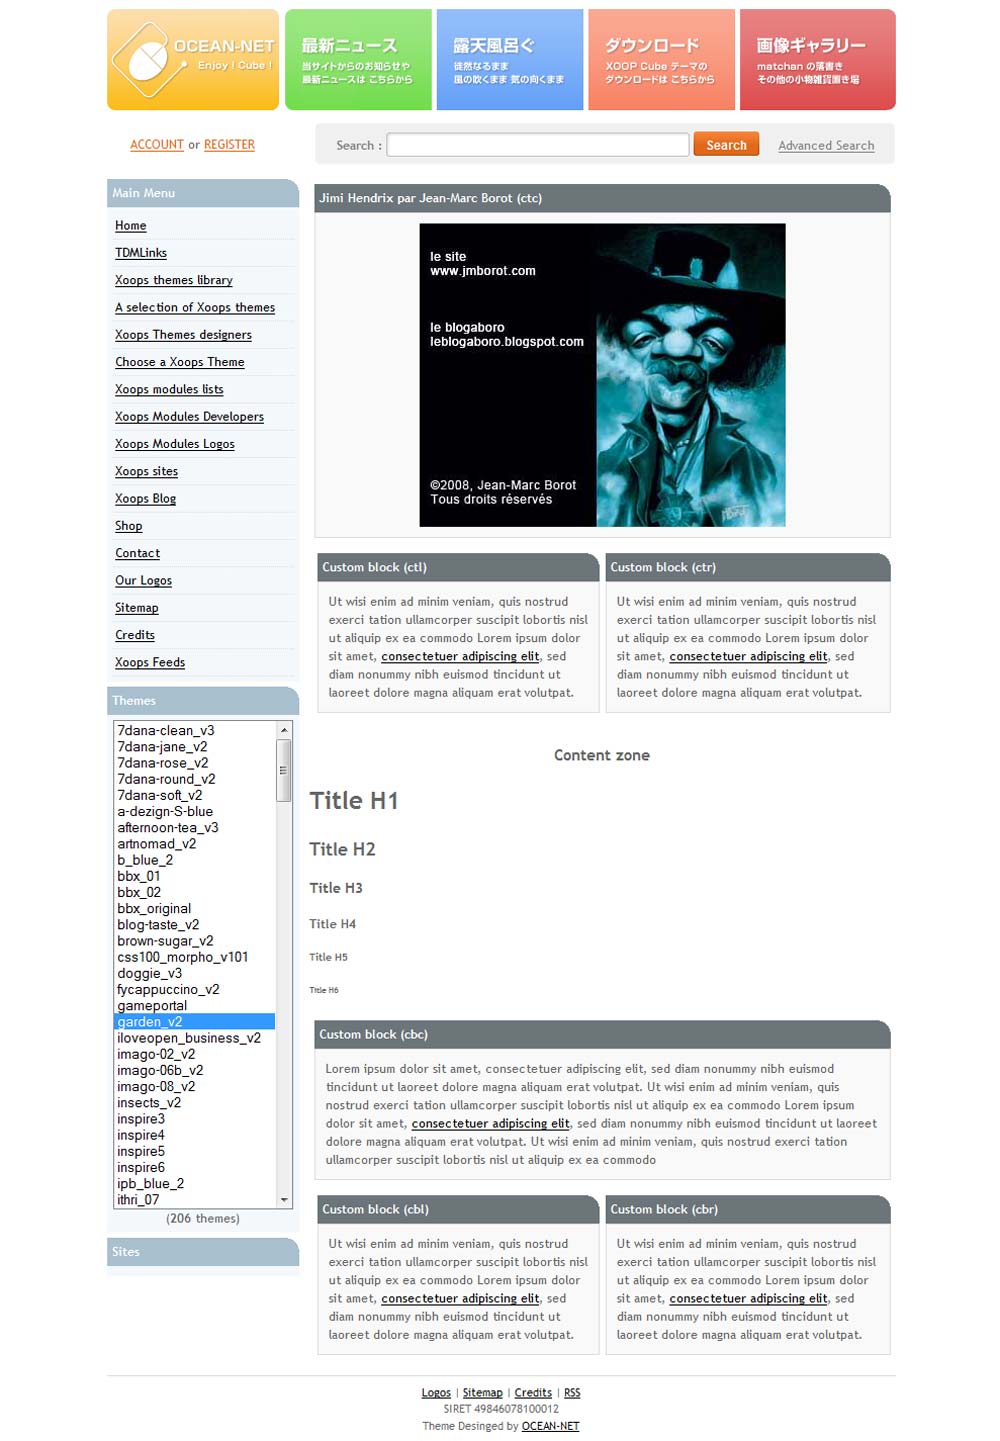 OCEAN-NET
Enjoy ! Cube !
最新ニュース
当サイトからのお知らせや
最新ニュースは こちらから
露天風呂ぐ
徒然なるまま
風の吹くまま 気の向くまま
ダウンロード
XOOP Cube テーマの
ダウンロードは こちらから
画像ギャラリー
matchan の落書き
その他の小物雑貨置き場
ACCOUNT or REGISTER
Search :
Search
Advanced Search
Main Menu
Home
TDMLinks
Xoops themes library
A selection of Xoops themes
Xoops Themes designers
Choose a Xoops Theme
Xoops modules lists
Xoops Modules Developers
Xoops Modules Logos
Xoops sites
Xoops Blog
Shop
Contact
Our Logos
Sitemap
Credits
Xoops Feeds
Themes
7dana-clean_v3
7dana-jane_v2
7dana-rose_v2
7dana-round_v2
7dana-soft_v2
a-dezign-S-blue
afternoon-tea_v3
artnomad_v2
b_blue_2
bbx_01
bbx_02
bbx_original
blog-taste_v2
brown-sugar_v2
css100_morpho_v101
doggie_v3
fycappuccino_v2
gameportal
garden_v2
iloveopen_business_v2
imago-02_v2
imago-06b_v2
imago-08_v2
insects_v2
inspire3
inspire4
inspire5
inspire6
ipb_blue_2
ithri_07
(206 themes)
Sites
Jimi Hendrix par Jean-Marc Borot (ctc)
le site
www.jmborot.com
le blogaboro
leblogaboro.blogspot.com
©2008, Jean-Marc Borot
Tous droits réservés
Custom block (ctl)
Ut wisi enim ad minim veniam, quis nostrud
exerci tation ullamcorper suscipit lobortis nisl
ut aliquip ex ea commodo Lorem ipsum dolor
sit amet, consectetuer adipiscing elit, sed
diam nonummy nibh euismod tincidunt ut
laoreet dolore magna aliquam erat volutpat.
Custom block (ctr)
Ut wisi enim ad minim veniam, quis nostrud
exerci tation ullamcorper suscipit lobortis nisl
ut aliquip ex ea commodo Lorem ipsum dolor
sit amet, consectetuer adipiscing elit, sed
diam nonummy nibh euismod tincidunt ut
laoreet dolore magna aliquam erat volutpat.
Content zone
Title H1
Title H2
Title H3
Title H4
Title H5
Title H6
Custom block (cbc)
Lorem ipsum dolor sit amet, consectetuer adipiscing elit, sed diam nonummy nibh euismod
tincidunt ut laoreet dolore magna aliquam erat volutpat. Ut wisi enim ad minim veniam, quis
nostrud exerci tation ullamcorper suscipit lobortis nisl ut aliquip ex ea commodo Lorem ipsum
dolor sit amet, consectetuer adipiscing elit, sed diam nonummy nibh euismod tincidunt ut laoreet
dolore magna aliquam erat volutpat. Ut wisi enim ad minim veniam, quis nostrud exerci tation
ullamcorper suscipit lobortis nisl ut aliquip ex ea commodo
Custom block (cbl)
Ut wisi enim ad minim veniam, quis nostrud
exerci tation ullamcorper suscipit lobortis nisl
ut aliquip ex ea commodo Lorem ipsum dolor
sit amet, consectetuer adipiscing elit, sed
diam nonummy nibh euismod tincidunt ut
laoreet dolore magna aliquam erat volutpat.
Custom block (cbr)
Ut wisi enim ad minim veniam, quis nostrud
exerci tation ullamcorper suscipit lobortis nisl
ut aliquip ex ea commodo Lorem ipsum dolor
sit amet, consectetuer adipiscing elit, sed
diam nonummy nibh euismod tincidunt ut
laoreet dolore magna aliquam erat volutpat.
Logos | Sitemap | Credits | RSS
SIRET 49846078100012
Theme Desinged by OCEAN-NET